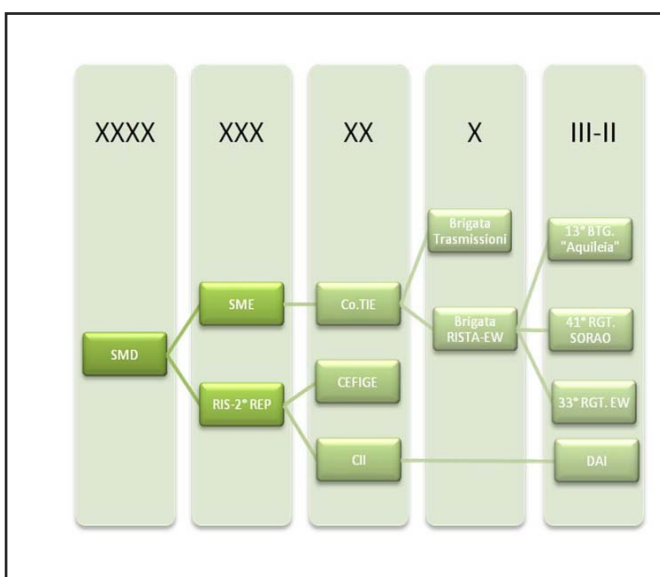 XXXX
XXX
XX
X
III-II
SMD
SME
RIS-2° REP
Co.TIE
CEFIGE
CII
Brigata
Trasmissioni
Brigata
RISTA-EW
13° BTG.
"Aquileia"
41° RGT.
SORAO
33° RGT. EW
DAI